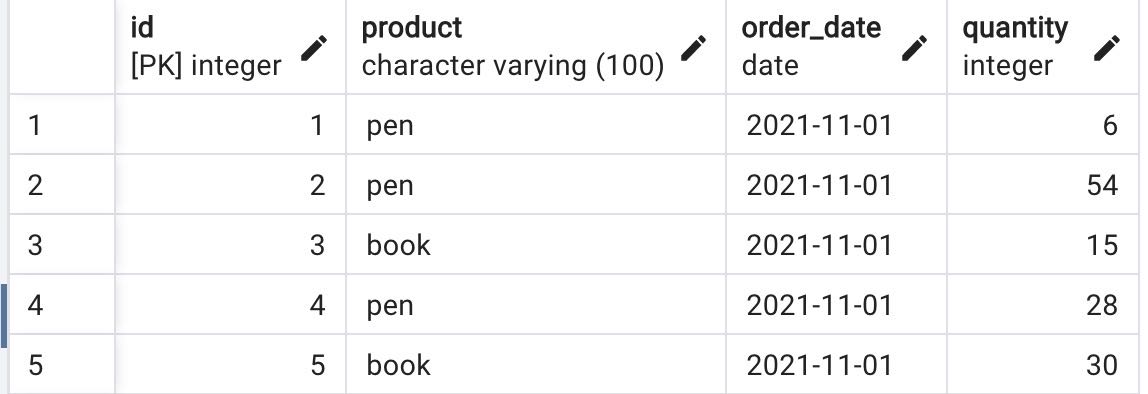 id product order_date quantity
[PK] integer character varying (100) date integer
1 1 pen 2021-11-01 6
2 2 pen 2021-11-01 54
3 3 book 2021-11-01 15
4 4 pen 2021-11-01 28
5 5 book 2021-11-01 30